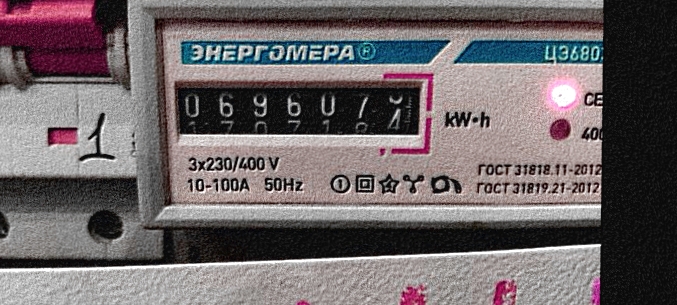 ЭНЕРГОМЕРА®
ЦЭ680
0 6 9 6 0 7
kW•h
СЕ
400
3x230/400 V
10-100A 50Hz
ГОСТ 31818.11-2012
ГОСТ 31819.21-2012
1